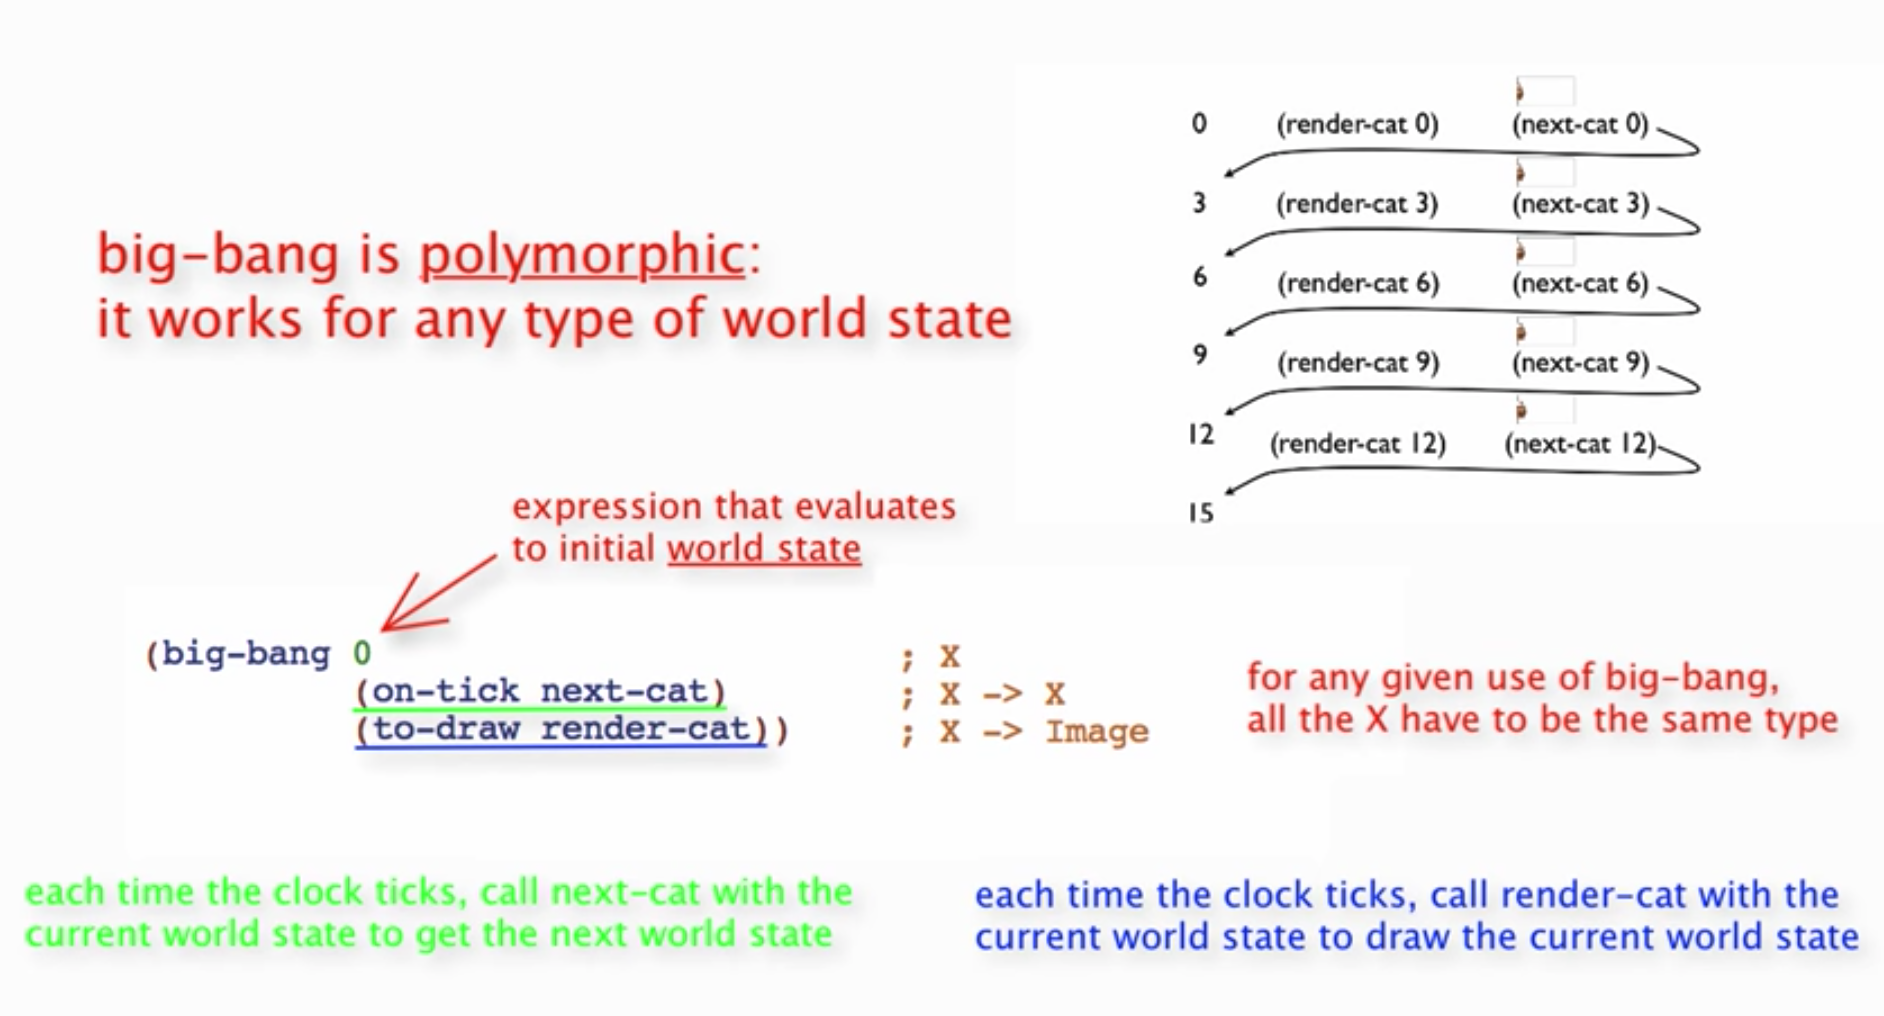 big-bang is polymorphic:
it works for any type of world state
0 (render-cat 0) (next-cat 0)
3 (render-cat 3) (next-cat 3)
6 (render-cat 6) (next-cat 6)
9 (render-cat 9) (next-cat 9)
12 (render-cat 12) (next-cat 12)
15
expression that evaluates
to initial world state
(big-bang 0 ; X
(on-tick next-cat) ; X -> X
(to-draw render-cat)) ; X -> Image
for any given use of big-bang,
all the X have to be the same type
each time the clock ticks, call next-cat with the
current world state to get the next world state
each time the clock ticks, call render-cat with the
current world state to draw the current world state